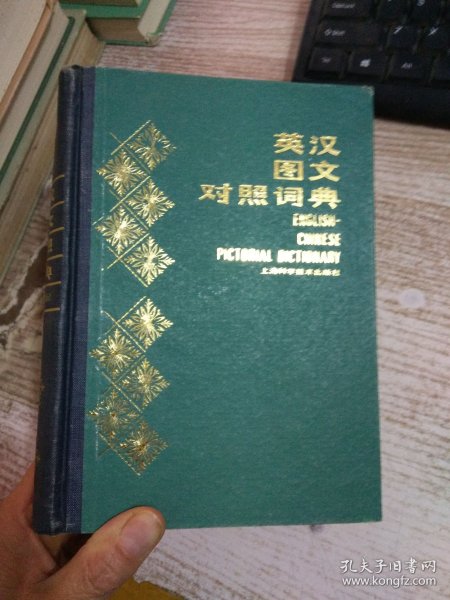 英汉
图文
对照词典
ENGLISH-
CHINESE
PICTORIAL DICTIONARY
上海科学技术出版社
孔夫子旧书网
www.kongfz.com